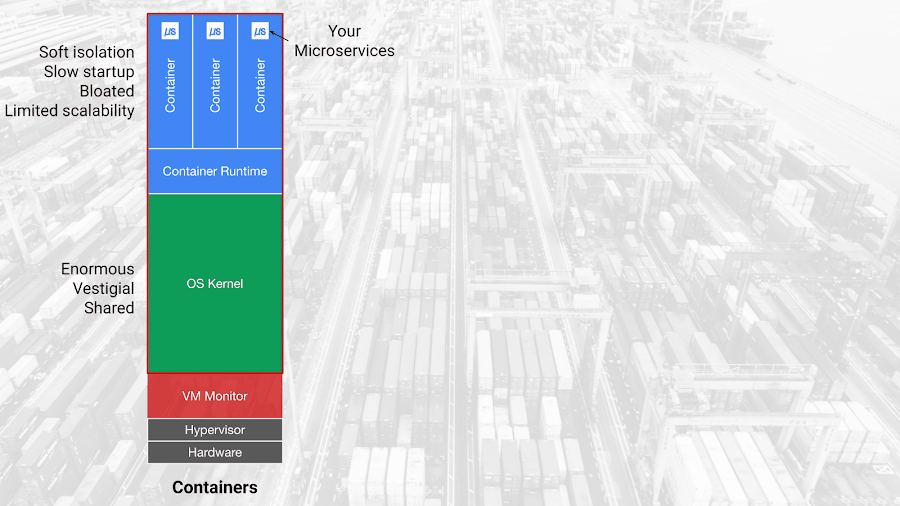 Soft isolation
Slow startup
Bloated
Limited scalability
μs
μs
μs
Your
Microservices
Container
Container
Container
Container Runtime
Enormous
Vestigial
Shared
OS Kernel
VM Monitor
Hypervisor
Hardware
Containers